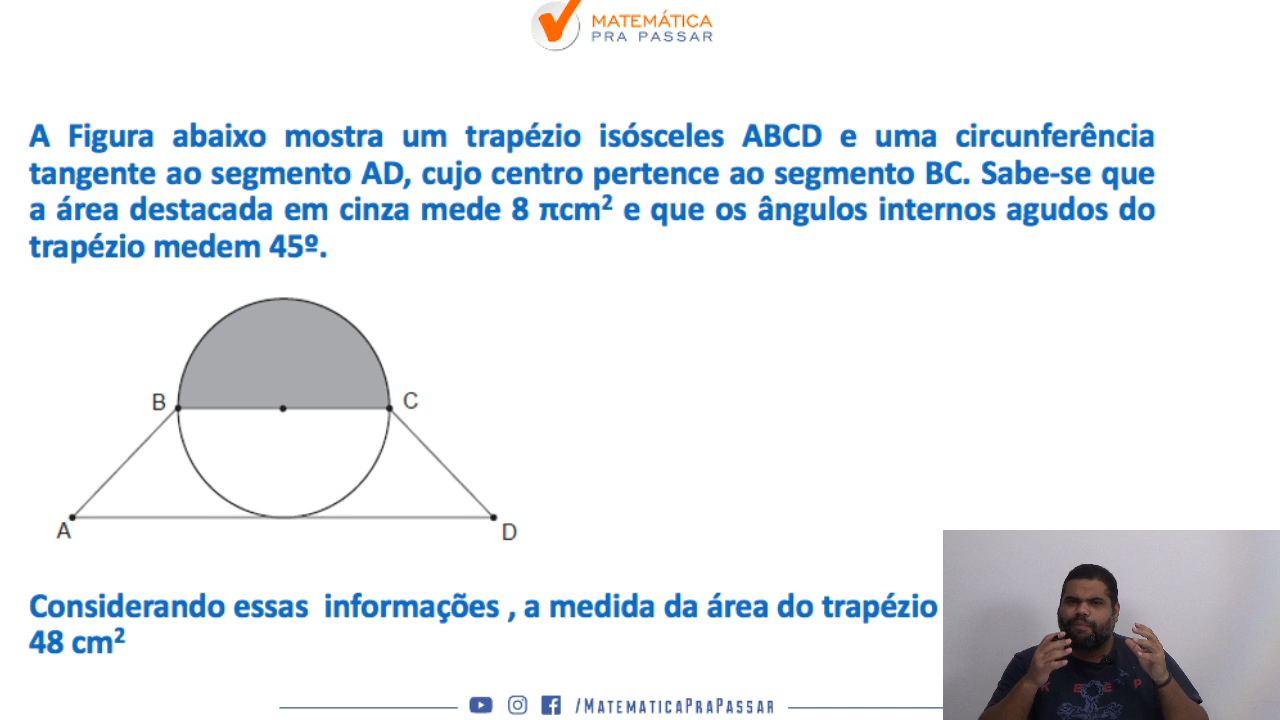 MATEMÁTICA
PRA PASSAR
A Figura abaixo mostra um trapézio isósceles ABCD e uma circunferência
tangente ao segmento AD, cujo centro pertence ao segmento BC. Sabe-se que
a área destacada em cinza mede 8 πcm² e que os ângulos internos agudos do
trapézio medem 45º.
B
C
A
D
Considerando essas informações , a medida da área do trapézio
48 cm²
/MATEMATICAPRAPASSAR
K E E P